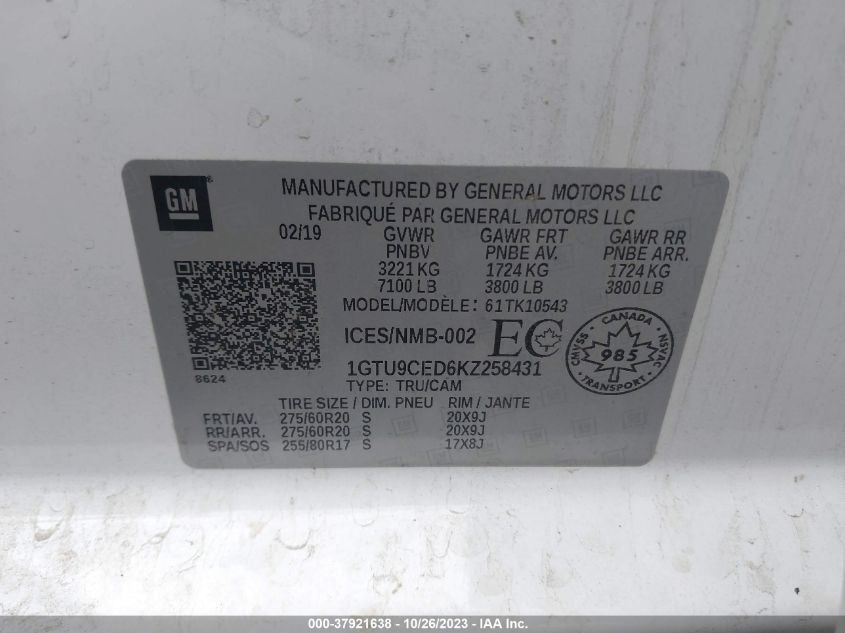 GM
MANUFACTURED BY GENERAL MOTORS LLC
FABRIQUÉ PAR GENERAL MOTORS LLC
02/19 GVWR GAWR FRT GAWR RR
PNBV PNBE AV. PNBE ARR.
3221 KG 1724 KG 1724 KG
7100 LB 3800 LB 3800 LB
MODEL/MODÈLE: 61TK10543
ICES/NMB-002 EC
CANADA
CMVSS 985 NSVAC
TRANSPORT
1GTU9CED6KZ258431
8624
TYPE: TRU/CAM
TIRE SIZE / DIM. PNEU RIM / JANTE
FRT/AV. 275/60R20 S 20X9J
RR/ARR. 275/60R20 S 20X9J
SPA/SOS 255/80R17 S 17X8J
000-37921638 - 10/26/2023 - IAA Inc.